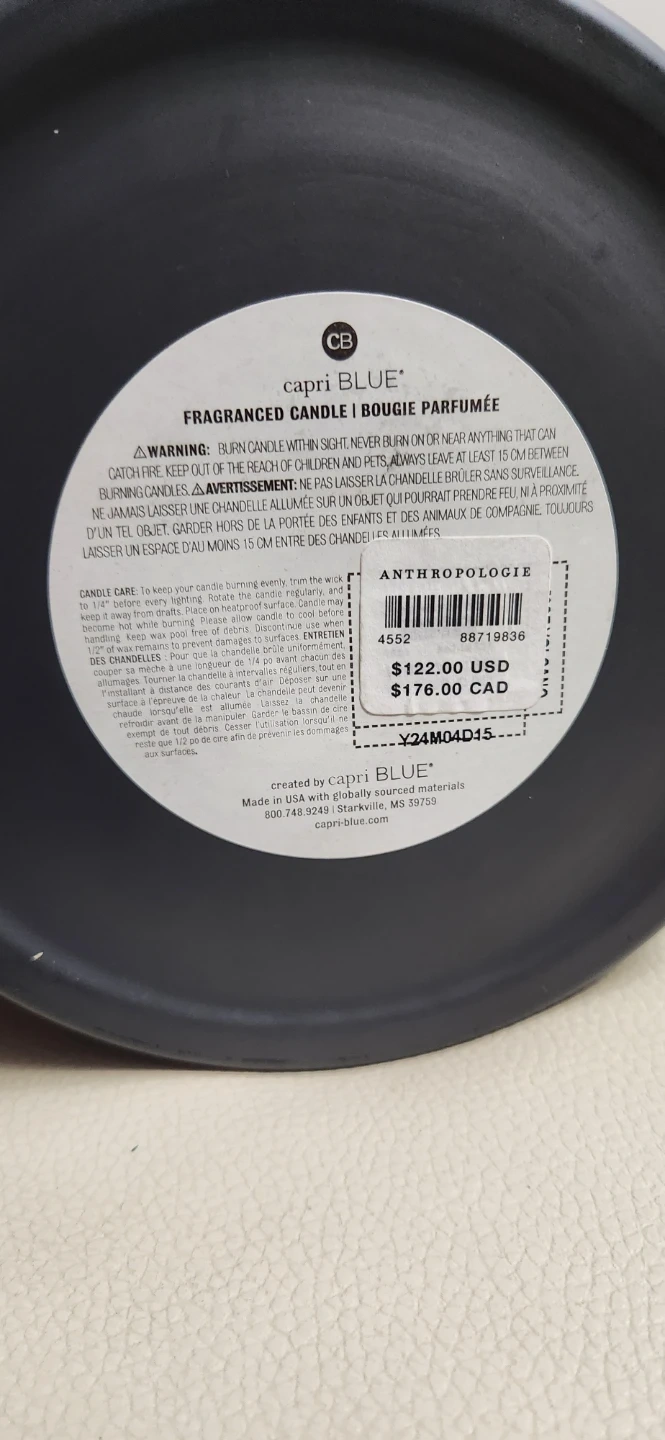 CB
capri BLUE®
FRAGRANCED CANDLE | BOUGIE PARFUMÉE
⚠WARNING: BURN CANDLE WITHIN SIGHT. NEVER BURN ON OR NEAR ANYTHING THAT CAN
CATCH FIRE. KEEP OUT OF THE REACH OF CHILDREN AND PETS. ALWAYS LEAVE AT LEAST 15 CM BETWEEN
BURNING CANDLES. ⚠AVERTISSEMENT: NE PAS LAISSER LA CHANDELLE BRÛLER SANS SURVEILLANCE.
NE JAMAIS LAISSER UNE CHANDELLE ALLUMÉE SUR UN OBJET QUI POURRAIT PRENDRE FEU, NI À PROXIMITÉ
D'UN TEL OBJET. GARDER HORS DE LA PORTÉE DES ENFANTS ET DES ANIMAUX DE COMPAGNIE. TOUJOURS
LAISSER UN ESPACE D'AU MOINS 15 CM ENTRE DES CHANDELLES ALLUMÉES
CANDLE CARE: To keep your candle burning evenly, trim the wick
to 1/4" before every lighting. Rotate the candle regularly, and
keep it away from drafts. Place on heatproof surface. Candle may
become hot while burning. Please allow candle to cool before
handling. Keep wax pool free of debris. Discontinue use when
1/2" of wax remains to prevent damages to surfaces. ENTRETIEN
DES CHANDELLES : Pour que la chandelle brûle uniformément,
couper sa mèche à une longueur de 1/4 po avant chacun des
allumages. Tourner la chandelle à intervalles réguliers, tout en
l'installant à distance des courants d'air. Déposer sur une
surface à l'épreuve de la chaleur. La chandelle peut devenir
chaude lorsqu'elle est allumée. Laissez la chandelle
refroidir avant de la manipuler. Garder le bassin de cire
exempt de tout débris. Cesser l'utilisation lorsqu'il ne
reste que 1/2 po de cire afin de prévenir les dommages
aux surfaces.
ANTHROPOLOGIE
4552 88719836
$122.00 USD
$176.00 CAD
Y24M04D15
created by capri BLUE®
Made in USA with globally sourced materials
800.748.9249 | Starkville, MS 39759
capri-blue.com